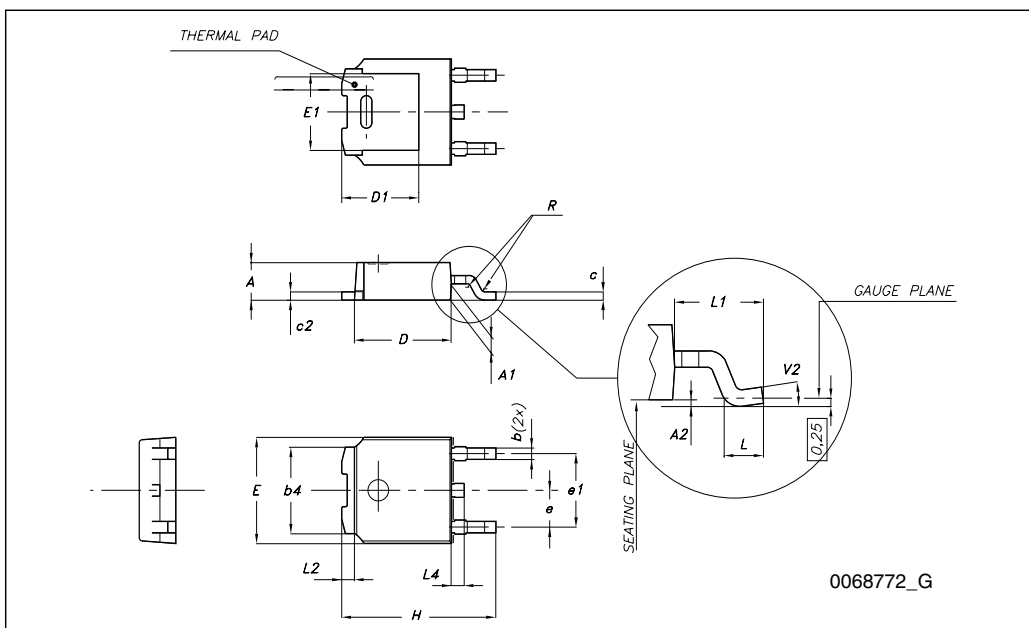 THERMAL PAD
E1
D1
R
A
c2
D
A1
c
L1
GAUGE PLANE
V2
A2
L
0,25
SEATING PLANE
b(2x)
E
b4
e1
e
L2
L4
H
0068772_G